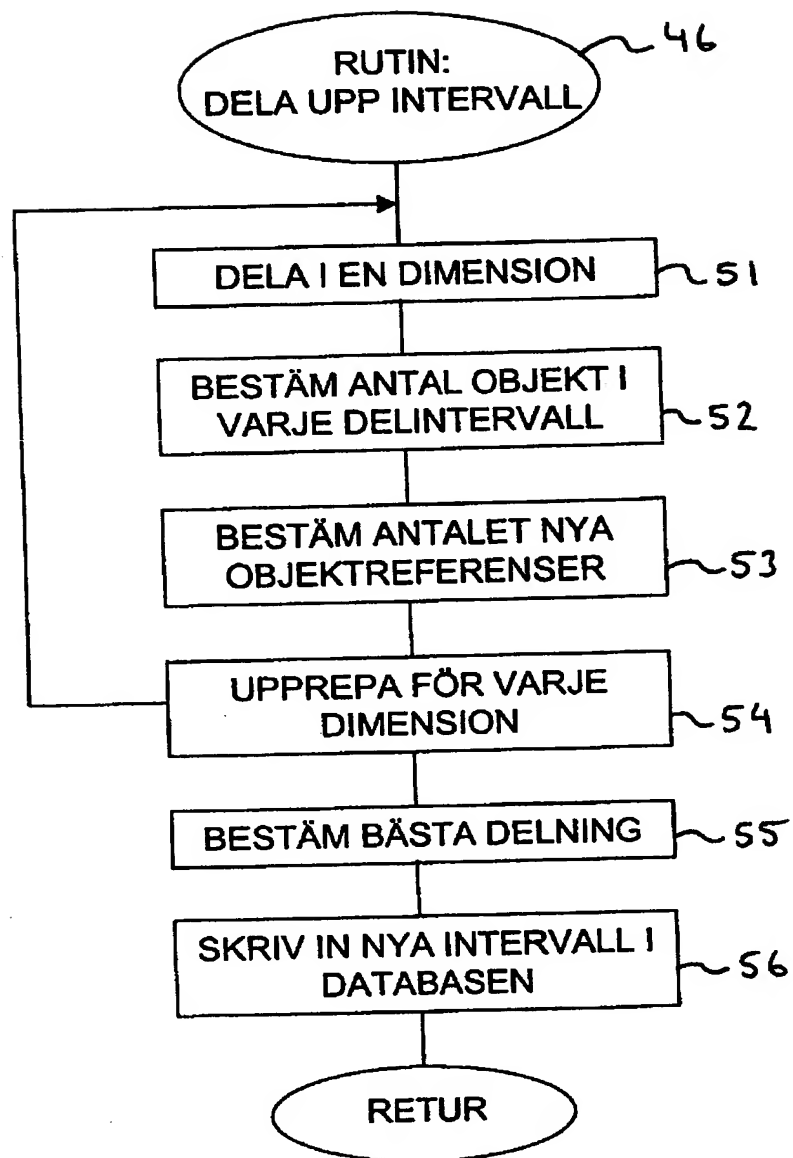 RUTIN:
DELA UPP INTERVALL
46
DELA I EN DIMENSION
51
BESTÄM ANTAL OBJEKT I
VARJE DELINTERVALL
52
BESTÄM ANTALET NYA
OBJEKTREFERENSER
53
UPPREPA FÖR VARJE
DIMENSION
54
BESTÄM BÄSTA DELNING
55
SKRIV IN NYA INTERVALL I
DATABASEN
56
RETUR